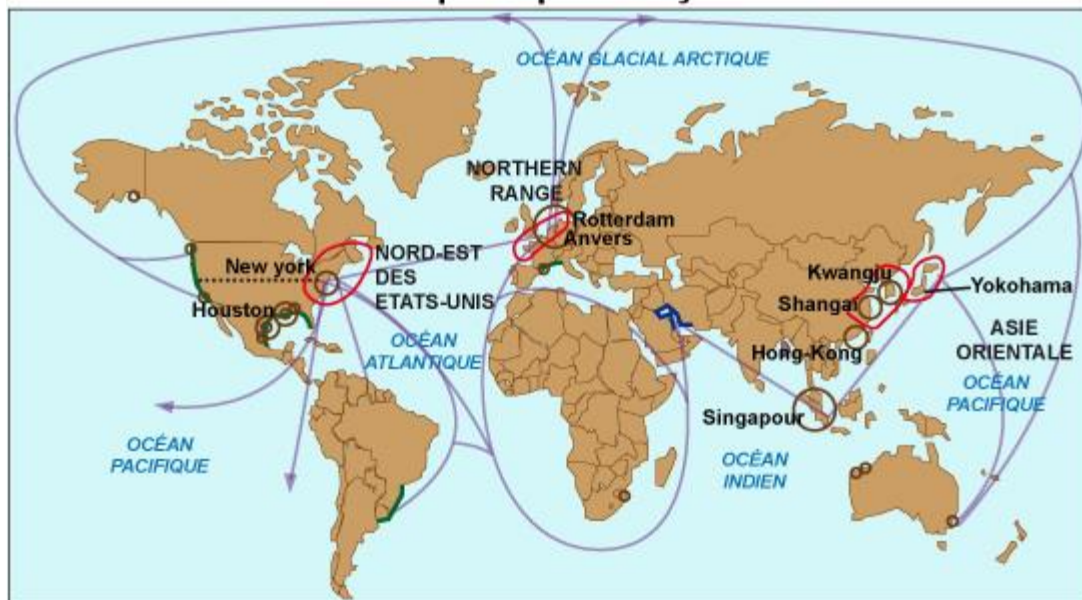 OCÉAN GLACIAL ARCTIQUE
NORTHERN
RANGE
Rotterdam
Anvers
NORD-EST
DES
ETATS-UNIS
New york
Houston
OCÉAN
ATLANTIQUE
Kwangju
Shangaï
Yokohama
Hong-Kong
ASIE
ORIENTALE
OCÉAN
PACIFIQUE
Singapour
OCÉAN
PACIFIQUE
OCÉAN
INDIEN